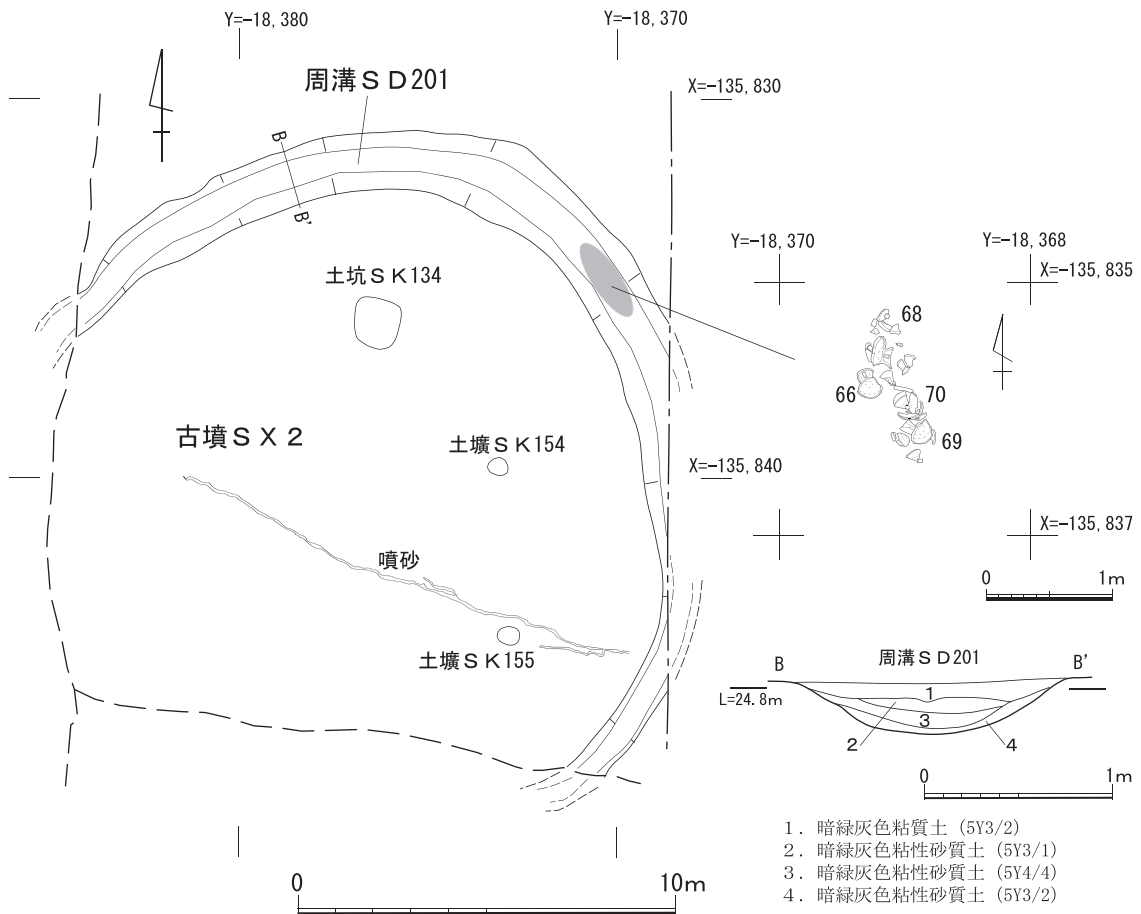 Y=-18,380
Y=-18,370
周溝ＳＤ201
X=-135,830
B
B'
Y=-18,370
Y=-18,368
X=-135,835
土坑ＳＫ134
68
66
70
69
古墳ＳＸ２
土壙ＳＫ154
X=-135,840
X=-135,837
噴砂
0 1m
土壙ＳＫ155
周溝ＳＤ201
B
B'
L=24.8m
1
2
3
4
0 1m
１．暗緑灰色粘質土 (5Y3/2)
２．暗緑灰色粘性砂質土 (5Y3/1)
３．暗緑灰色粘性砂質土 (5Y4/4)
４．暗緑灰色粘性砂質土 (5Y3/2)
0 10m